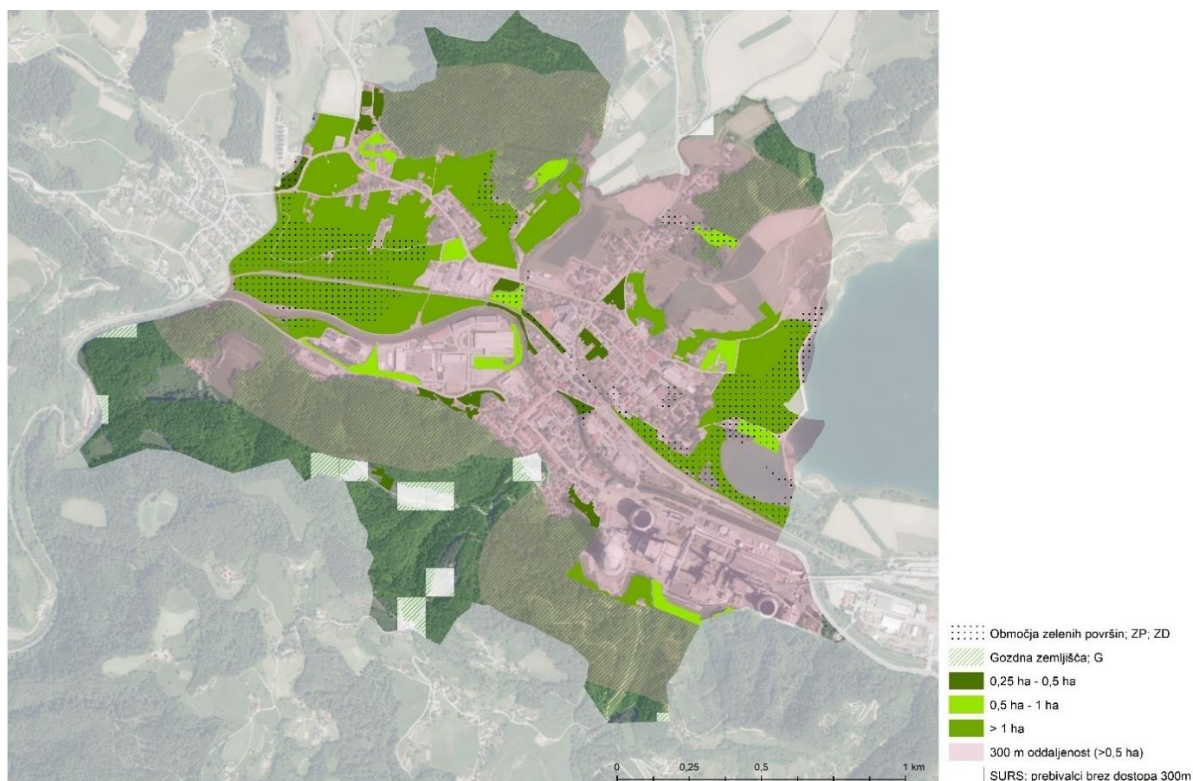 Območja zelenih površin; ZP; ZD
Gozdna zemljišča; G
0,25 ha - 0,5 ha
0,5 ha - 1 ha
> 1 ha
300 m oddaljenost (>0,5 ha)
SURS: prebivalci brez dostopa 300m
0 0,25 0,5 1 km